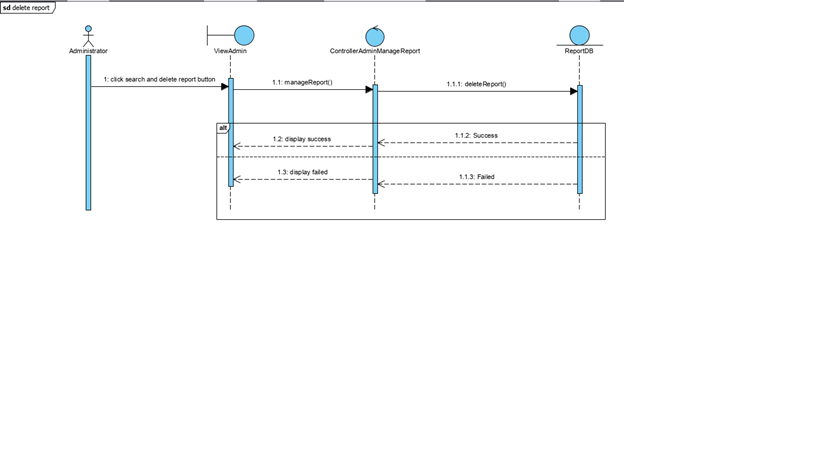 sd delete report
Administrator
ViewAdmin
ControllerAdminManageReport
ReportDB
1: click search and delete report button
1.1: manageReport()
1.1.1: deleteReport()
alt
1.2: display success
1.1.2: Success
1.3: display failed
1.1.3: Failed